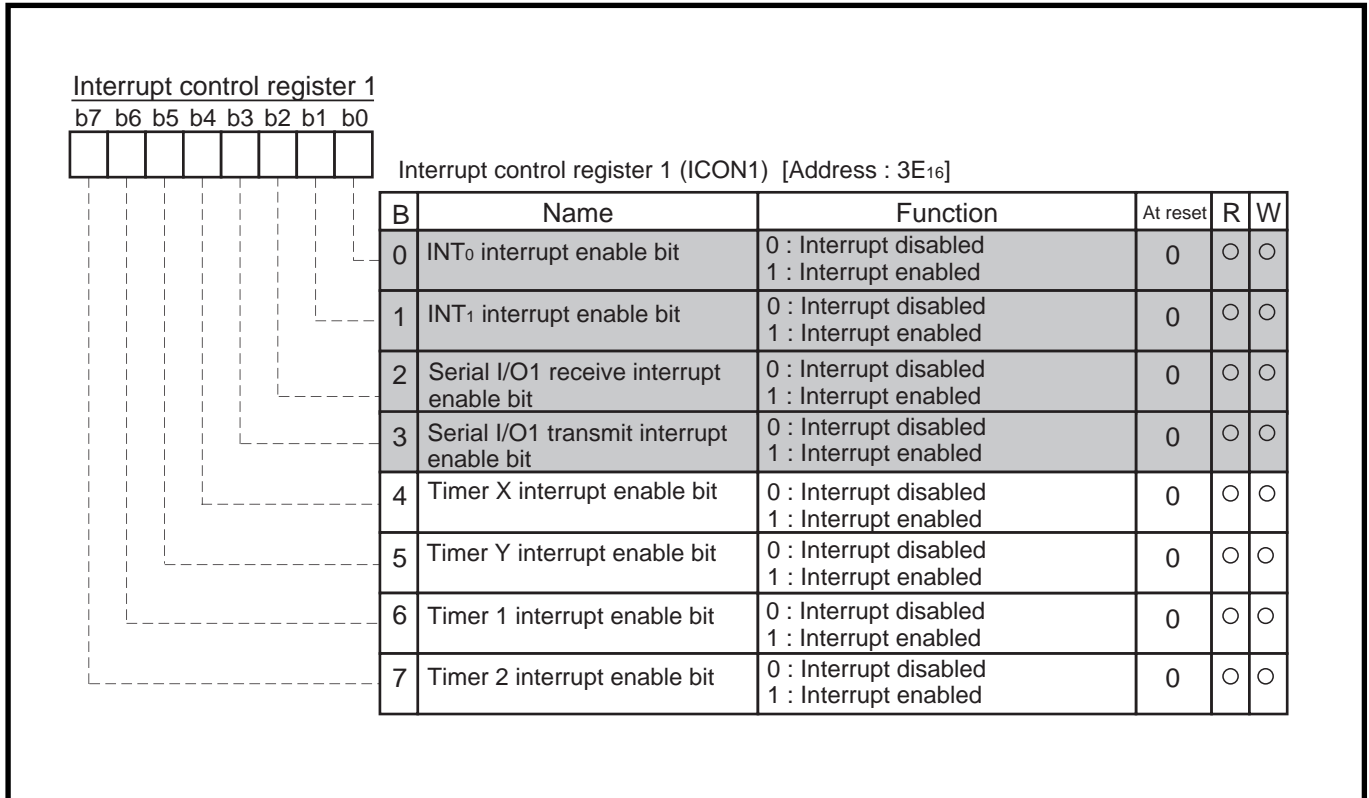 Interrupt control register 1
b7 b6 b5 b4 b3 b2 b1 b0
Interrupt control register 1 (ICON1) [Address : 3E16]
B Name Function At reset R W
0 INT0 interrupt enable bit 0 : Interrupt disabled 0 ○ ○
1 : Interrupt enabled
1 INT1 interrupt enable bit 0 : Interrupt disabled 0 ○ ○
1 : Interrupt enabled
2 Serial I/O1 receive interrupt 0 : Interrupt disabled 0 ○ ○
enable bit 1 : Interrupt enabled
3 Serial I/O1 transmit interrupt 0 : Interrupt disabled 0 ○ ○
enable bit 1 : Interrupt enabled
4 Timer X interrupt enable bit 0 : Interrupt disabled 0 ○ ○
1 : Interrupt enabled
5 Timer Y interrupt enable bit 0 : Interrupt disabled 0 ○ ○
1 : Interrupt enabled
6 Timer 1 interrupt enable bit 0 : Interrupt disabled 0 ○ ○
1 : Interrupt enabled
7 Timer 2 interrupt enable bit 0 : Interrupt disabled 0 ○ ○
1 : Interrupt enabled